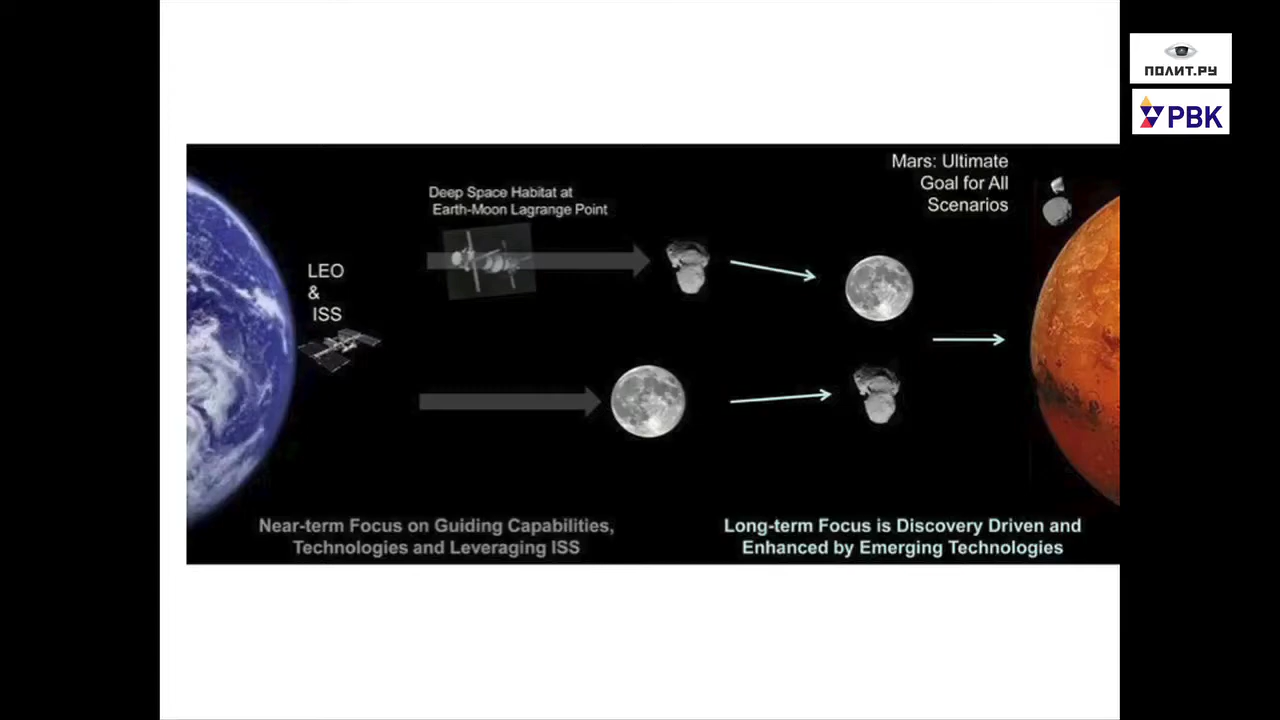 ПОЛИТ.РУ
РВК
Mars: Ultimate
Goal for All
Scenarios
Deep Space Habitat at
Earth-Moon Lagrange Point
LEO
&
ISS
Near-term Focus on Guiding Capabilities,
Technologies and Leveraging ISS
Long-term Focus is Discovery Driven and
Enhanced by Emerging Technologies